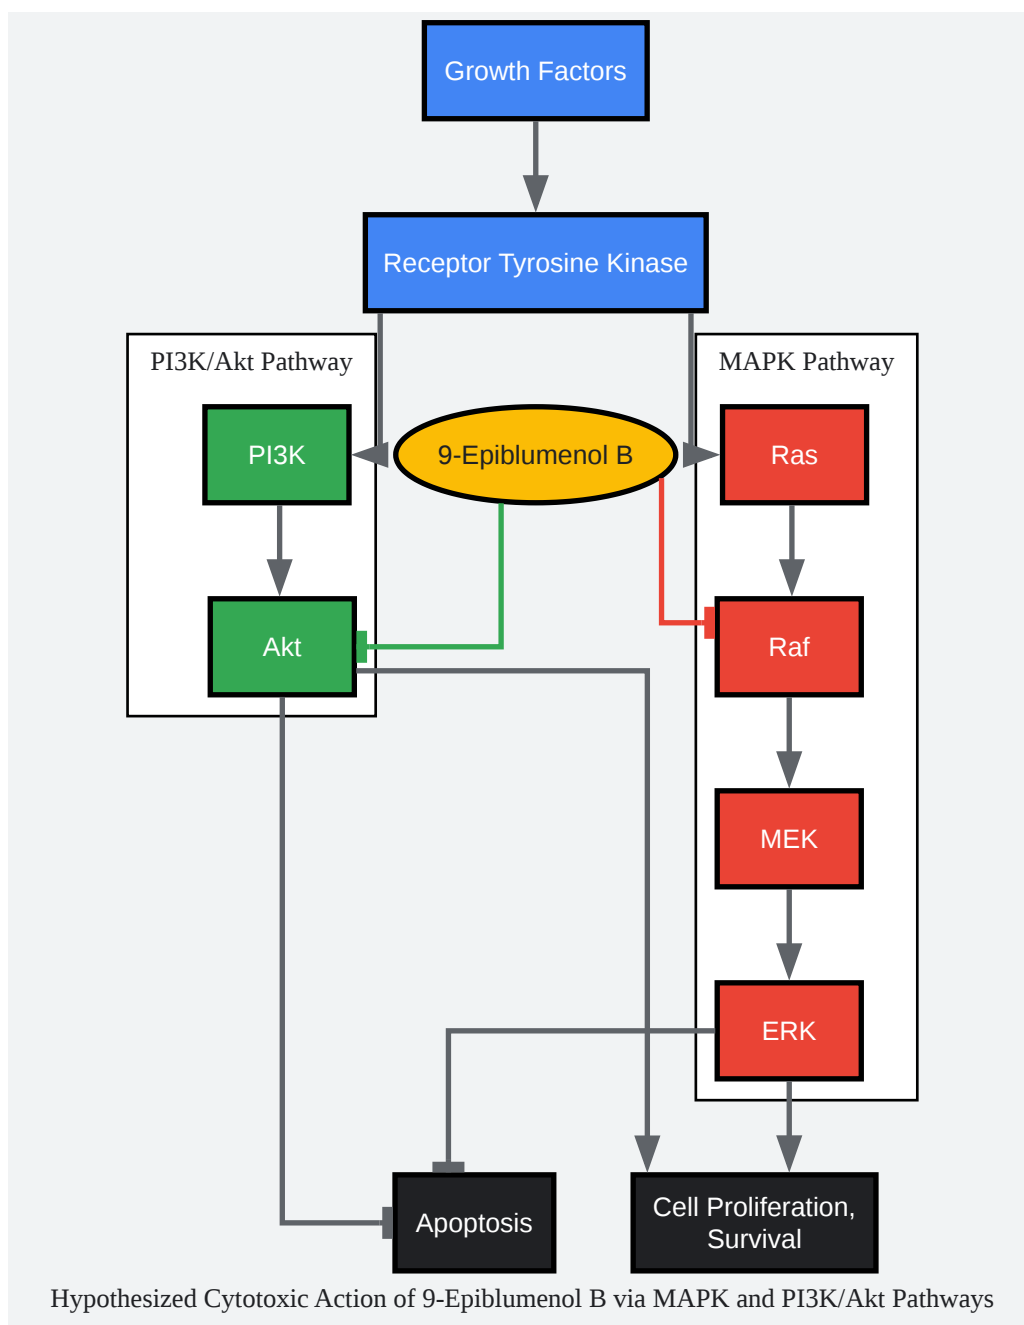 Growth Factors
Receptor Tyrosine Kinase
PI3K/Akt Pathway
MAPK Pathway
PI3K
9-Epiblumenol B
Ras
Akt
Raf
MEK
ERK
Apoptosis
Cell Proliferation,
Survival
Hypothesized Cytotoxic Action of 9-Epiblumenol B via MAPK and PI3K/Akt Pathways